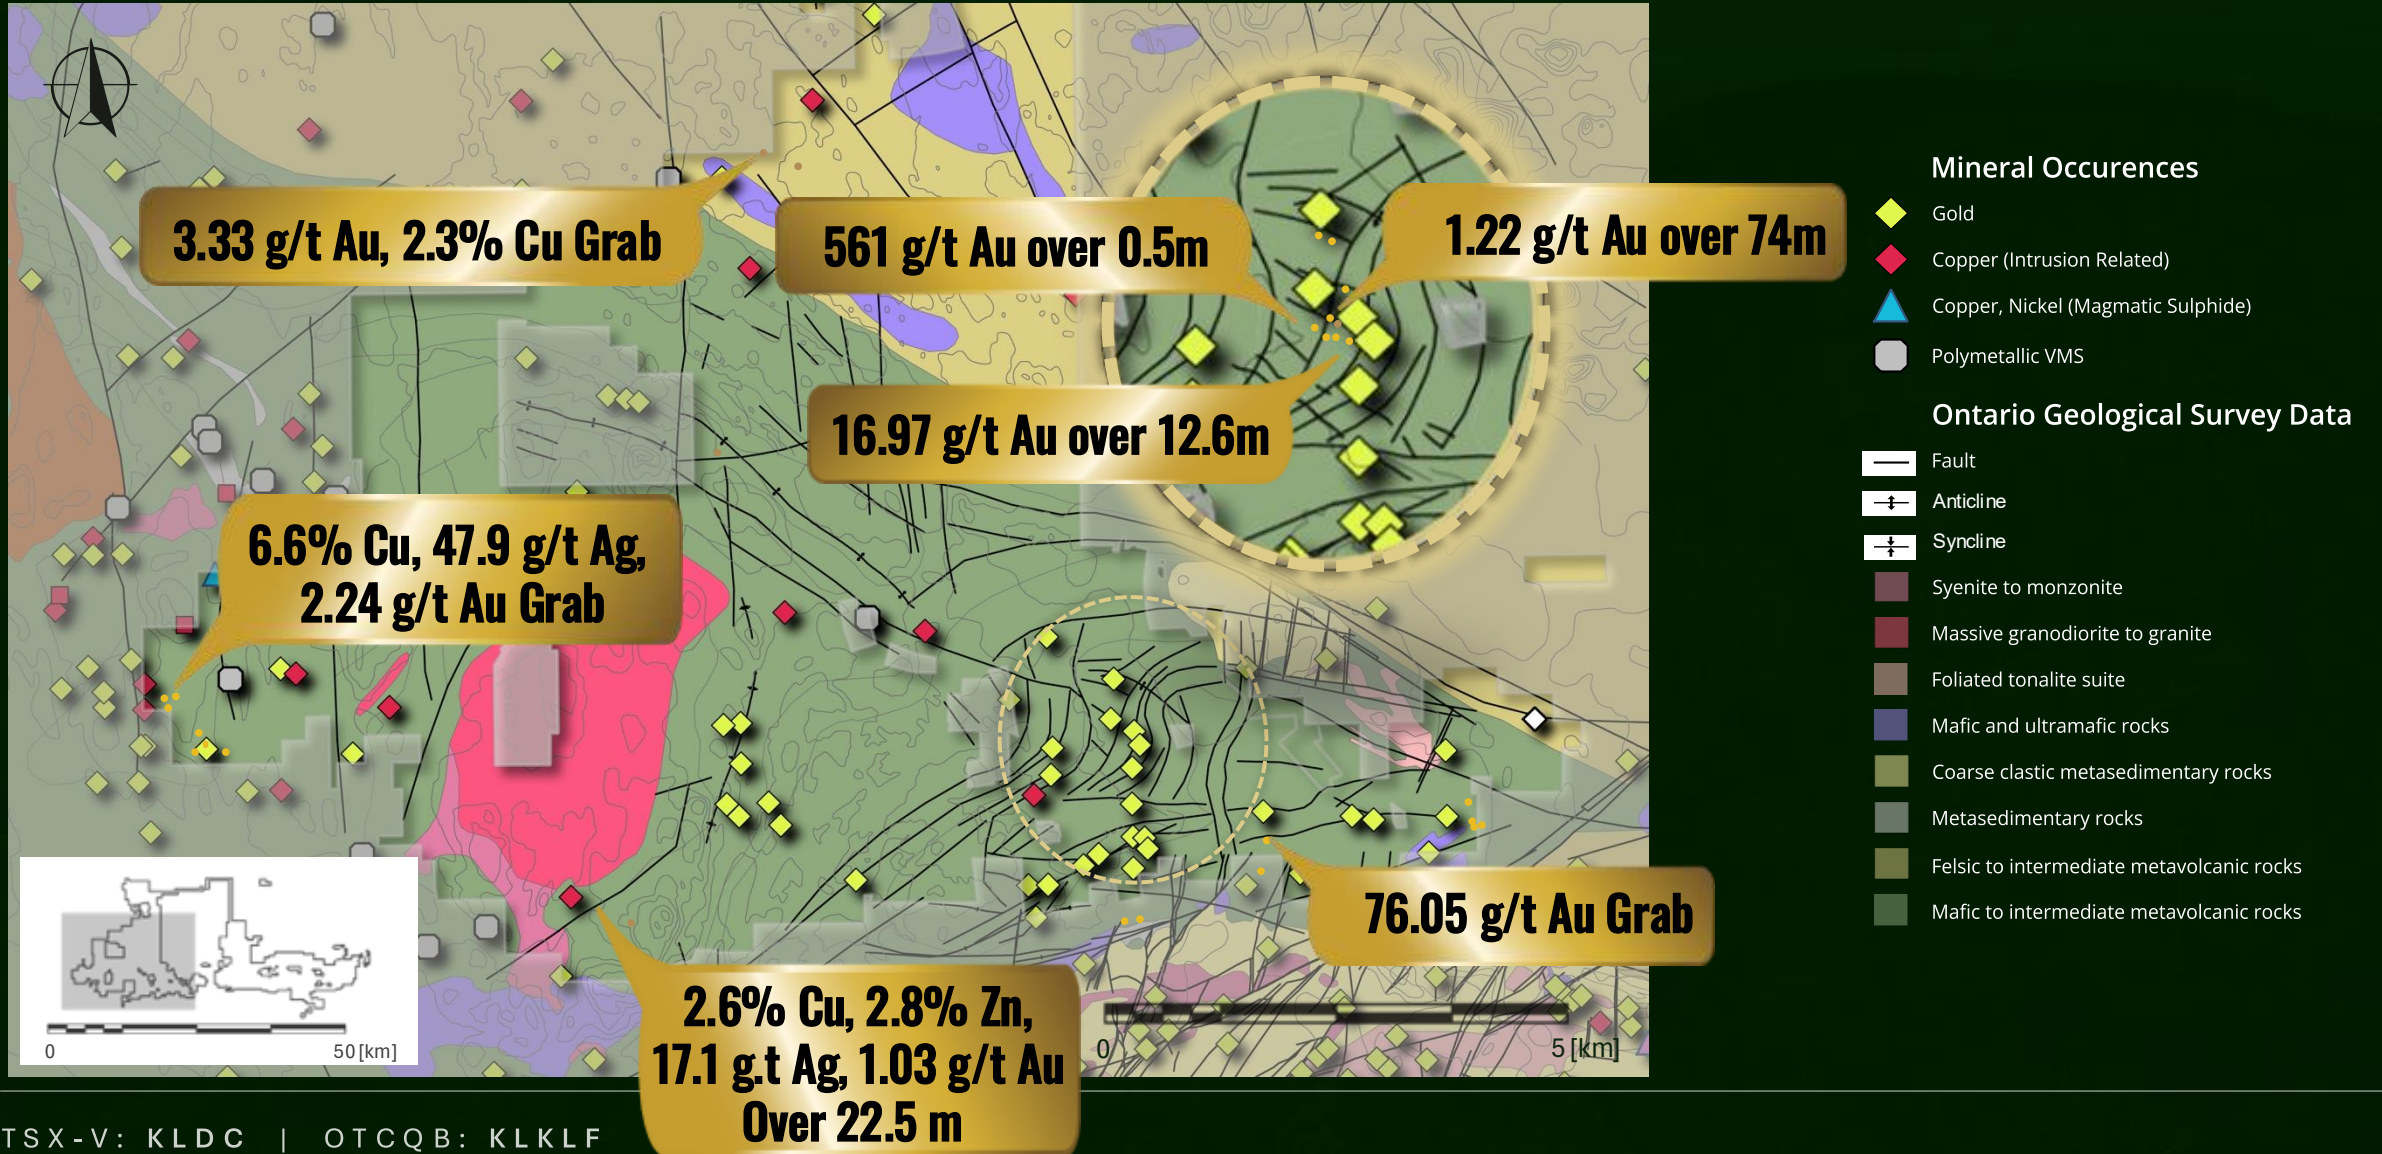 3.33 g/t Au, 2.3% Cu Grab
561 g/t Au over 0.5m
1.22 g/t Au over 74m
16.97 g/t Au over 12.6m
6.6% Cu, 47.9 g/t Ag,
2.24 g/t Au Grab
76.05 g/t Au Grab
2.6% Cu, 2.8% Zn,
17.1 g.t Ag, 1.03 g/t Au
Over 22.5 m
0 50 [km]
0 5 [km]
Mineral Occurences
Gold
Copper (Intrusion Related)
Copper, Nickel (Magmatic Sulphide)
Polymetallic VMS
Ontario Geological Survey Data
Fault
Anticline
Syncline
Syenite to monzonite
Massive granodiorite to granite
Foliated tonalite suite
Mafic and ultramafic rocks
Coarse clastic metasedimentary rocks
Metasedimentary rocks
Felsic to intermediate metavolcanic rocks
Mafic to intermediate metavolcanic rocks
TSX-V: KLDC | OTCQB: KLKLF